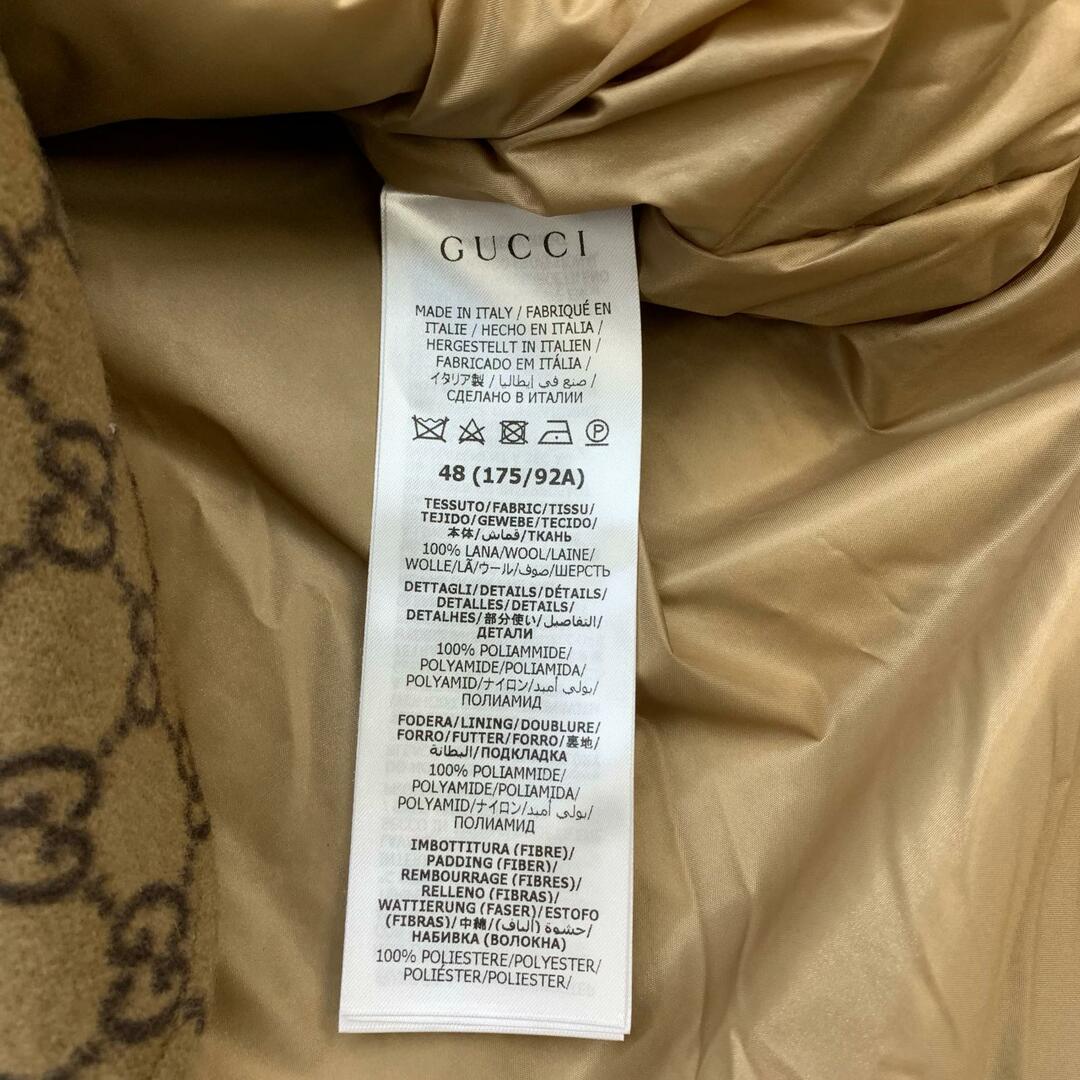 GUCCI
MADE IN ITALY / FABRIQUÉ EN
ITALIE / HECHO EN ITALIA /
HERGESTELLT IN ITALIEN /
FABRICADO EM ITÁLIA /
イタリア製 / صنع في إيطاليا /
СДЕЛАНО В ИТАЛИИ
P
48 (175/92A)
TESSUTO/FABRIC/TISSU/
TEJIDO/GEWEBE/TECIDO/
本体/قماش/ТКАНЬ
100% LANA/WOOL/LAINE/
WOLLE/LÃ/ウール/صوف/ШЕРСТЬ
DETTAGLI/DETAILS/DÉTAILS/
DETALLES/DETAILS/
DETALHES/部分使い/التفاصيل/
ДЕТАЛИ
100% POLIAMMIDE/
POLYAMIDE/POLIAMIDA/
POLYAMID/ナイロン/بولي أميد/
ПОЛИАМИД
FODERA/LINING/DOUBLURE/
FORRO/FUTTER/FORRO/裏地/
البطانة/ПОДКЛАДКА
100% POLIAMMIDE/
POLYAMIDE/POLIAMIDA/
POLYAMID/ナイロン/بولي أميد/
ПОЛИАМИД
IMBOTTITURA (FIBRE)/
PADDING (FIBER)/
REMBOURRAGE (FIBRES)/
RELLENO (FIBRAS)/
WATTIERUNG (FASER)/ESTOFO
(FIBRAS)/中綿/حشوة (ألياف)/
НАБИВКА (ВОЛОКНА)
100% POLIESTERE/POLYESTER/
POLIÉSTER/POLIESTER/